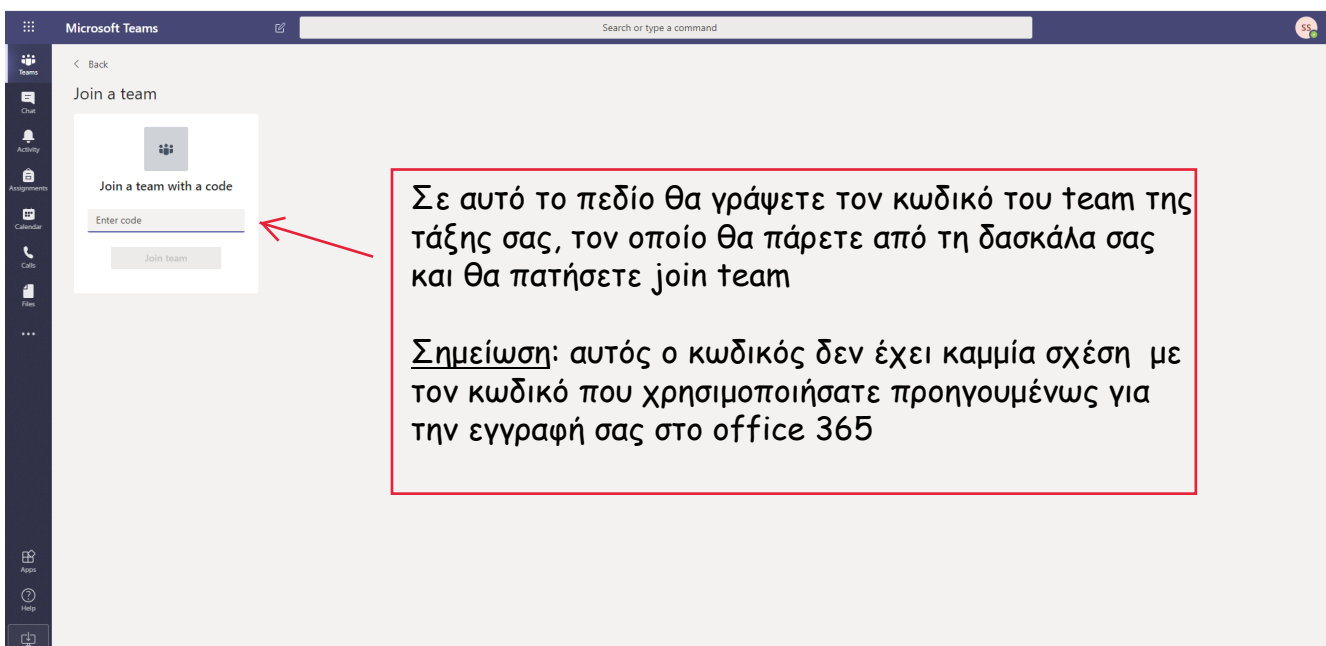 Microsoft Teams
Search or type a command
SS
Teams
Chat
Activity
Assignments
Calendar
Calls
Files
Apps
Help
Back
Join a team
Join a team with a code
Enter code
Join team
Σε αυτό το πεδίο θα γράψετε τον κωδικό του team της
τάξης σας, τον οποίο θα πάρετε από τη δασκάλα σας
και θα πατήσετε join team
Σημείωση: αυτός ο κωδικός δεν έχει καμμία σχέση με
τον κωδικό που χρησιμοποιήσατε προηγουμένως για
την εγγραφή σας στο office 365